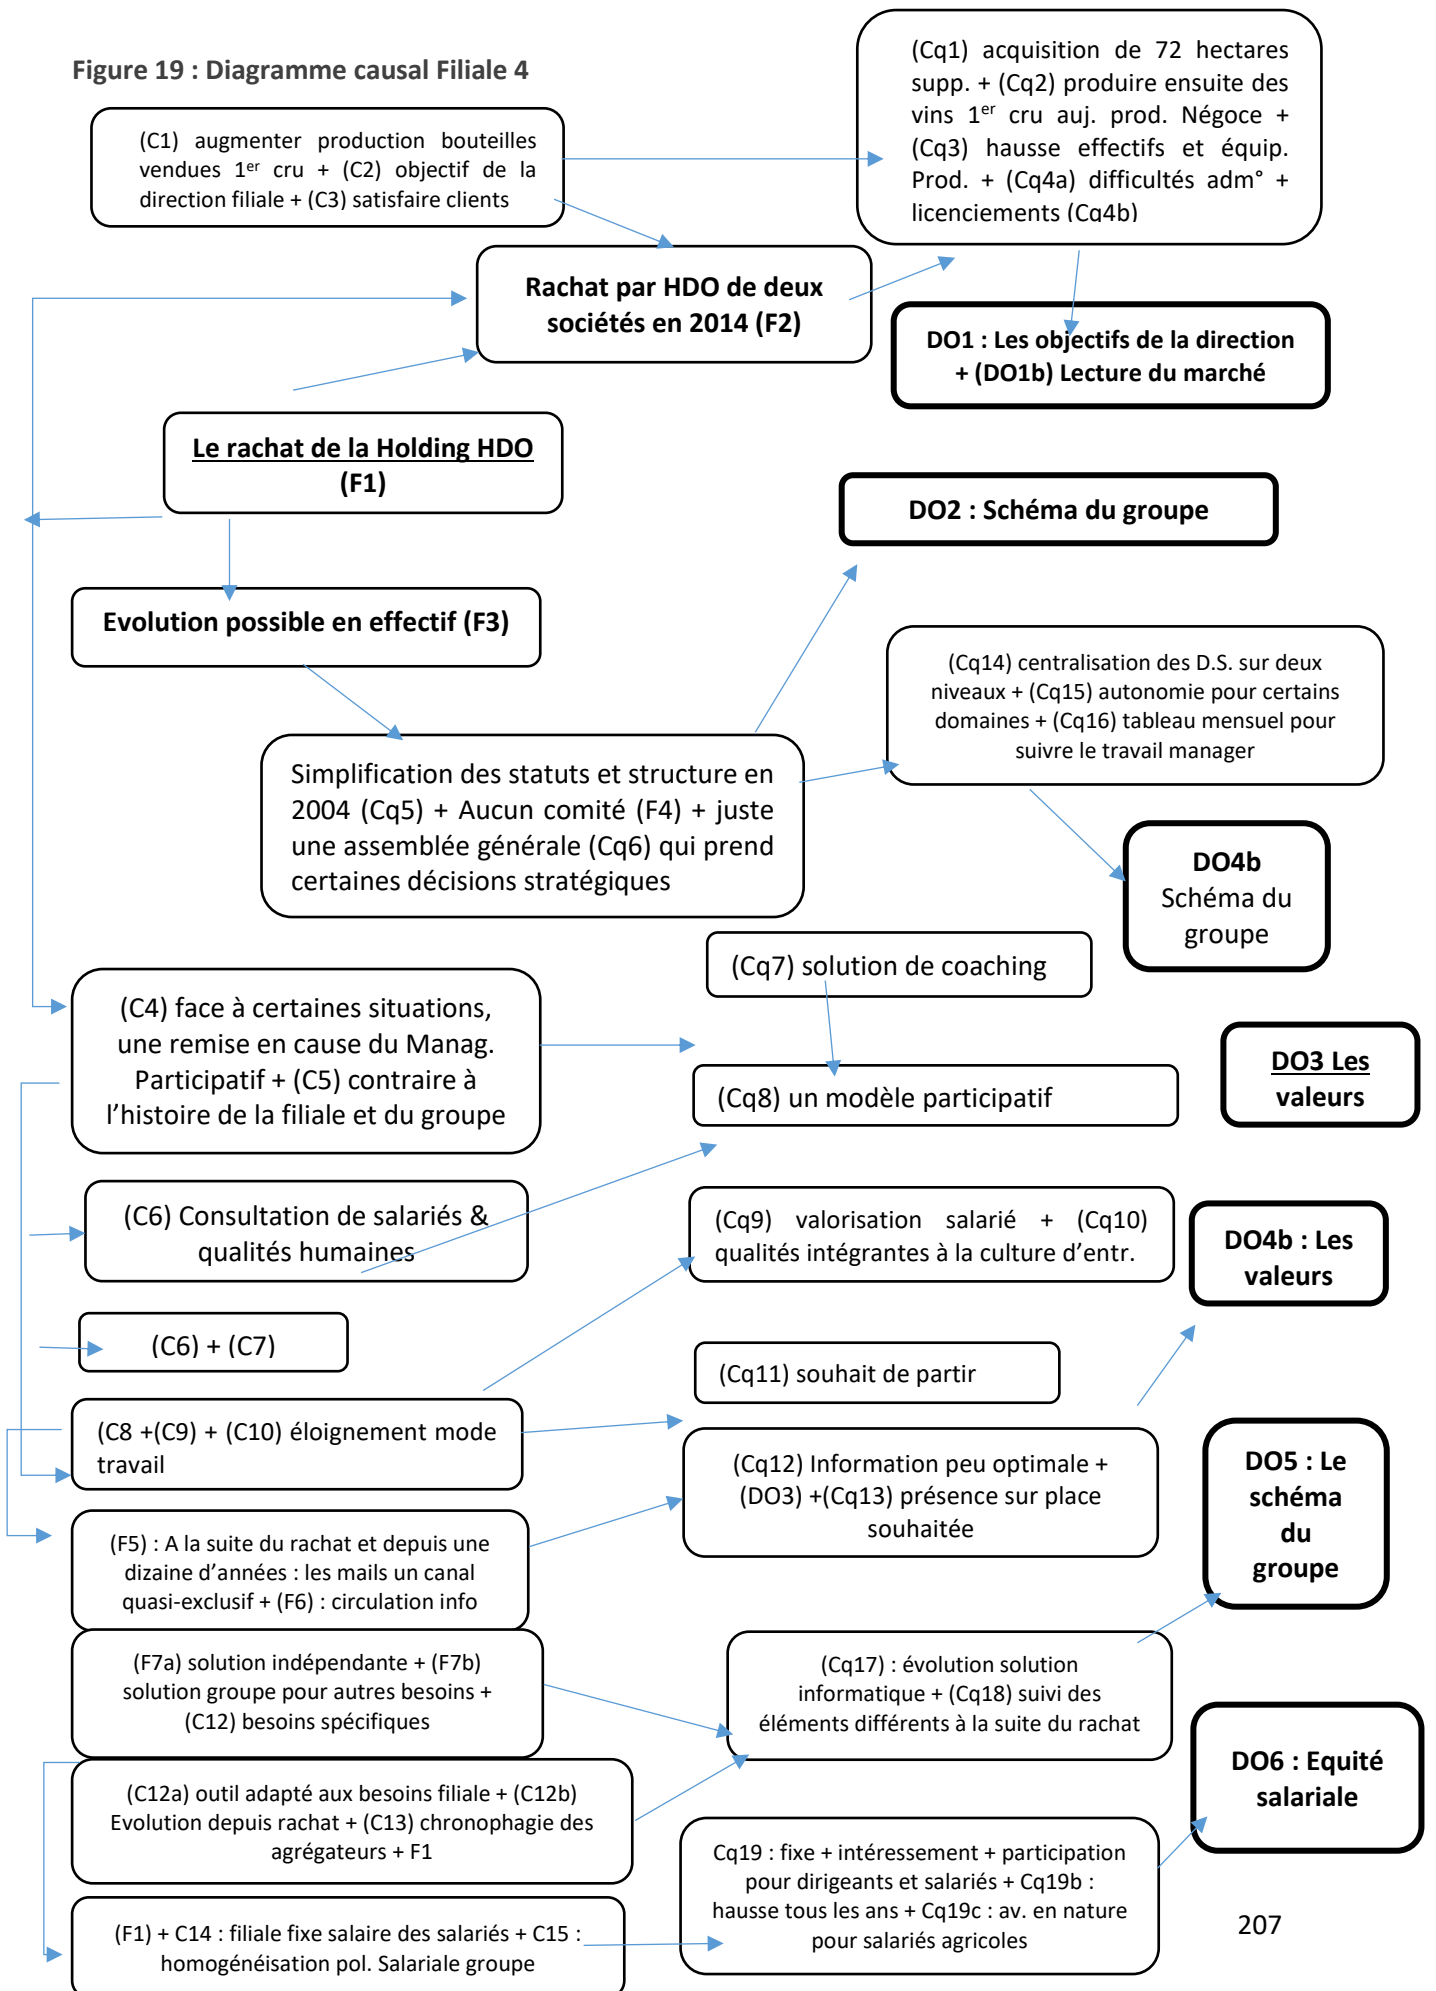 Figure 19 : Diagramme causal Filiale 4
(Cq1) acquisition de 72 hectares
supp. + (Cq2) produire ensuite des
vins 1er cru auj. prod. Négoce +
(Cq3) hausse effectifs et équip.
Prod. + (Cq4a) difficultés adm° +
licenciements (Cq4b)
(C1) augmenter production bouteilles
vendues 1er cru + (C2) objectif de la
direction filiale + (C3) satisfaire clients
Rachat par HDO de deux
sociétés en 2014 (F2)
DO1 : Les objectifs de la direction
+ (DO1b) Lecture du marché
Le rachat de la Holding HDO
(F1)
DO2 : Schéma du groupe
Evolution possible en effectif (F3)
(Cq14) centralisation des D.S. sur deux
niveaux + (Cq15) autonomie pour certains
domaines + (Cq16) tableau mensuel pour
suivre le travail manager
Simplification des statuts et structure en
2004 (Cq5) + Aucun comité (F4) + juste
une assemblée générale (Cq6) qui prend
certaines décisions stratégiques
DO4b
Schéma du
groupe
(Cq7) solution de coaching
(C4) face à certaines situations,
une remise en cause du Manag.
Participatif + (C5) contraire à
l’histoire de la filiale et du groupe
(Cq8) un modèle participatif
DO3 Les
valeurs
(C6) Consultation de salariés &
qualités humaines
(Cq9) valorisation salarié + (Cq10)
qualités intégrantes à la culture d’entr.
DO4b : Les
valeurs
(C6) + (C7)
(Cq11) souhait de partir
(C8 +(C9) + (C10) éloignement mode
travail
(Cq12) Information peu optimale +
(DO3) +(Cq13) présence sur place
souhaitée
DO5 : Le
schéma
du
groupe
(F5) : A la suite du rachat et depuis une
dizaine d’années : les mails un canal
quasi-exclusif + (F6) : circulation info
(F7a) solution indépendante + (F7b)
solution groupe pour autres besoins +
(C12) besoins spécifiques
(Cq17) : évolution solution
informatique + (Cq18) suivi des
éléments différents à la suite du rachat
DO6 : Equité
salariale
(C12a) outil adapté aux besoins filiale + (C12b)
Evolution depuis rachat + (C13) chronophagie des
agrégateurs + F1
Cq19 : fixe + intéressement + participation
pour dirigeants et salariés + Cq19b :
hausse tous les ans + Cq19c : av. en nature
pour salariés agricoles
(F1) + C14 : filiale fixe salaire des salariés + C15 :
homogénéisation pol. Salariale groupe
207